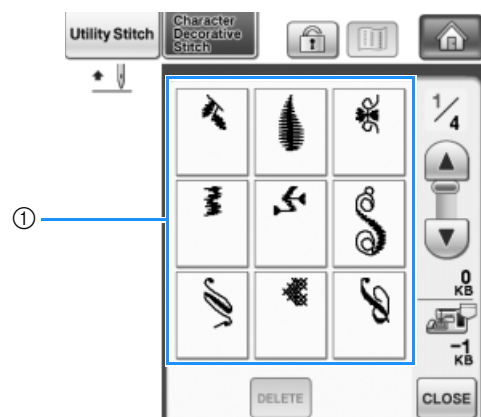 Utility Stitch
Character
Decorative
Stitch
1/4
①
0
KB
-1
KB
DELETE
CLOSE